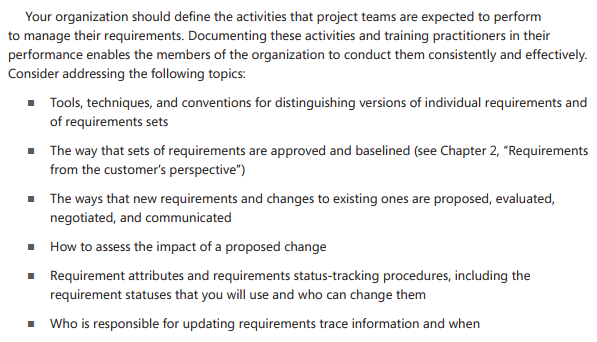 Your organization should define the activities that project teams are expected to perform
to manage their requirements. Documenting these activities and training practitioners in their
performance enables the members of the organization to conduct them consistently and effectively.
Consider addressing the following topics:
■ Tools, techniques, and conventions for distinguishing versions of individual requirements and
of requirements sets
■ The way that sets of requirements are approved and baselined (see Chapter 2, “Requirements
from the customer’s perspective”)
■ The ways that new requirements and changes to existing ones are proposed, evaluated,
negotiated, and communicated
■ How to assess the impact of a proposed change
■ Requirement attributes and requirements status-tracking procedures, including the
requirement statuses that you will use and who can change them
■ Who is responsible for updating requirements trace information and when